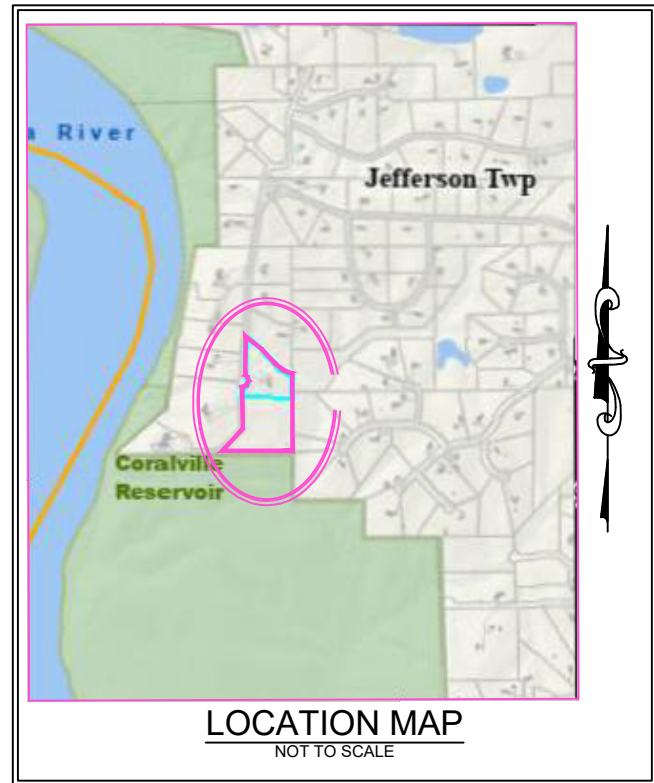 a River
Jefferson Twp
Coralville
Reservoir
LOCATION MAP
NOT TO SCALE